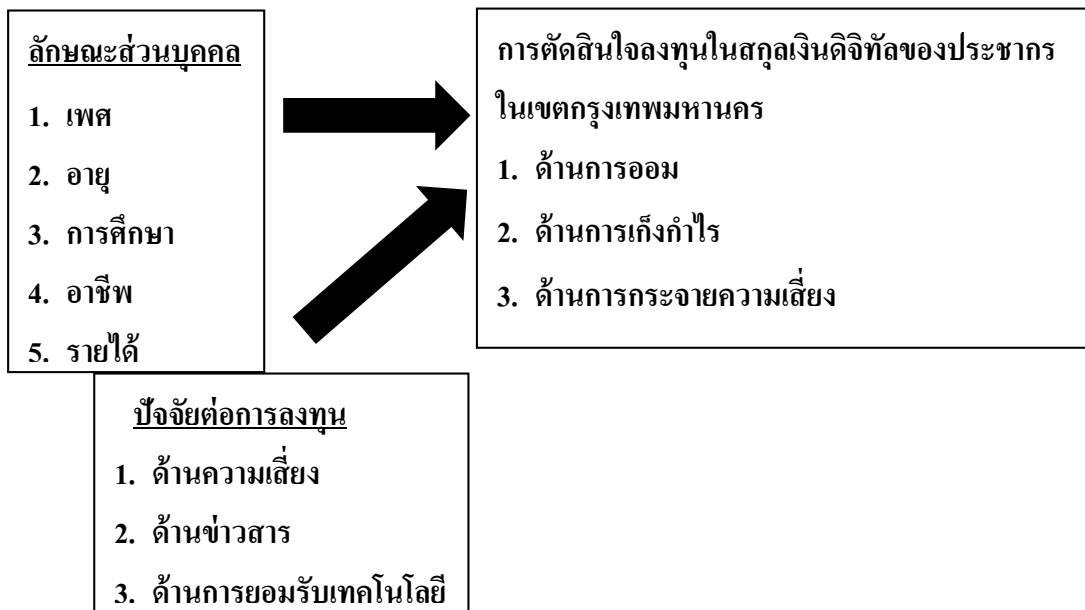 ลักษณะส่วนบุคคล
1. เพศ
2. อายุ
3. การศึกษา
4. อาชีพ
5. รายได้
การตัดสินใจลงทุนในสกุลเงินดิจิทัลของประชากร
ในเขตกรุงเทพมหานคร
1. ด้านการออม
2. ด้านการเก็งกำไร
3. ด้านการกระจายความเสี่ยง
ปัจจัยต่อการลงทุน
1. ด้านความเสี่ยง
2. ด้านข่าวสาร
3. ด้านการยอมรับเทคโนโลยี